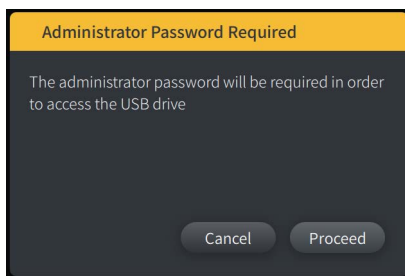 Administrator Password Required
The administrator password will be required in order
to access the USB drive
Cancel Proceed